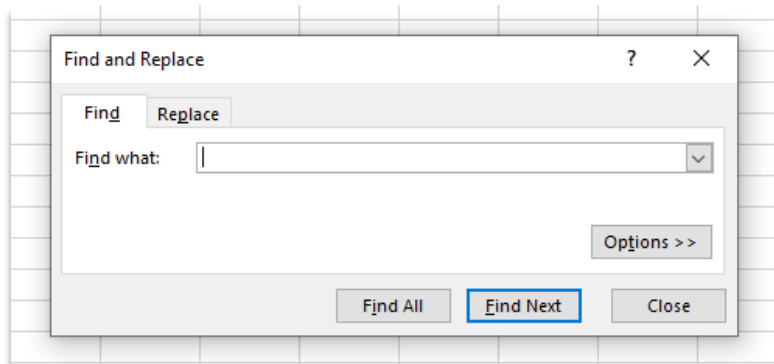 Find and Replace ?
Find Replace
Find what:
Options >>
Find All Find Next Close